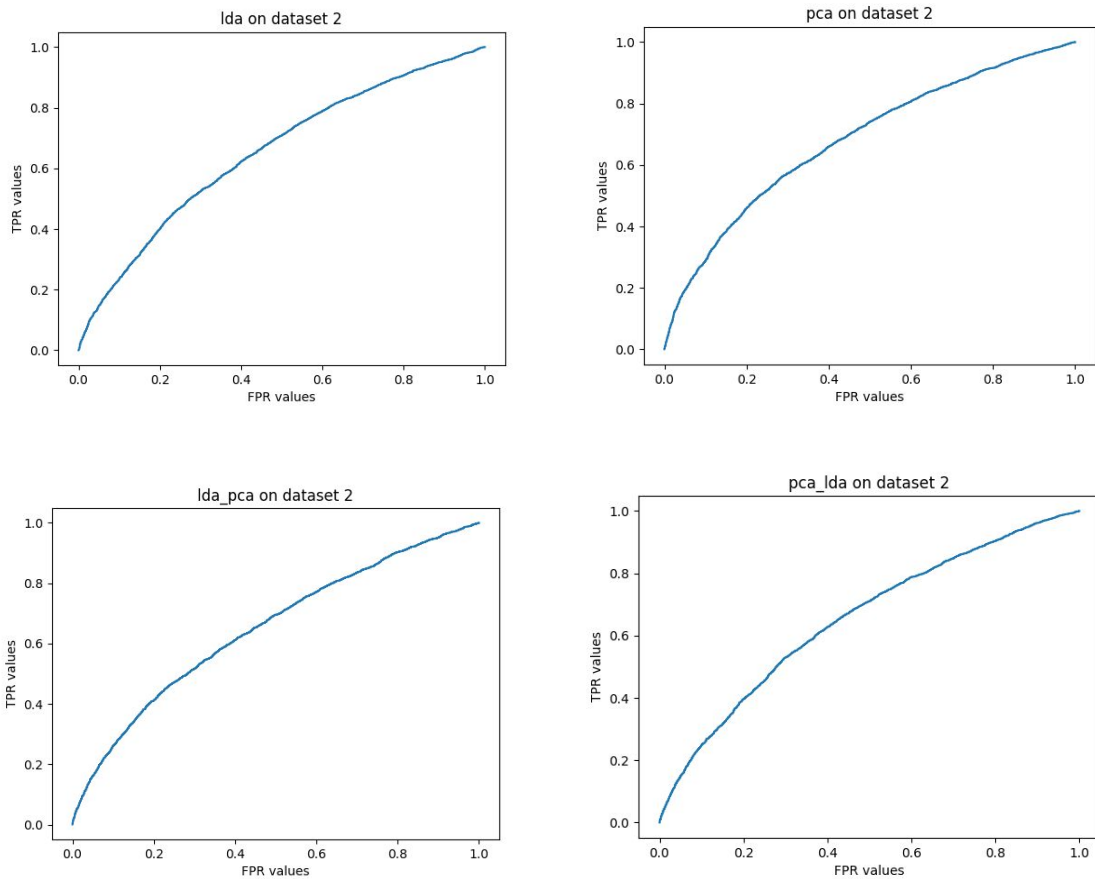 lda on dataset 2
1.0
0.8
0.6
0.4
0.2
0.0
TPR values
0.0 0.2 0.4 0.6 0.8 1.0
FPR values
pca on dataset 2
1.0
0.8
0.6
0.4
0.2
0.0
TPR values
0.0 0.2 0.4 0.6 0.8 1.0
FPR values
lda_pca on dataset 2
1.0
0.8
0.6
0.4
0.2
0.0
TPR values
0.0 0.2 0.4 0.6 0.8 1.0
FPR values
pca_lda on dataset 2
1.0
0.8
0.6
0.4
0.2
0.0
TPR values
0.0 0.2 0.4 0.6 0.8 1.0
FPR values